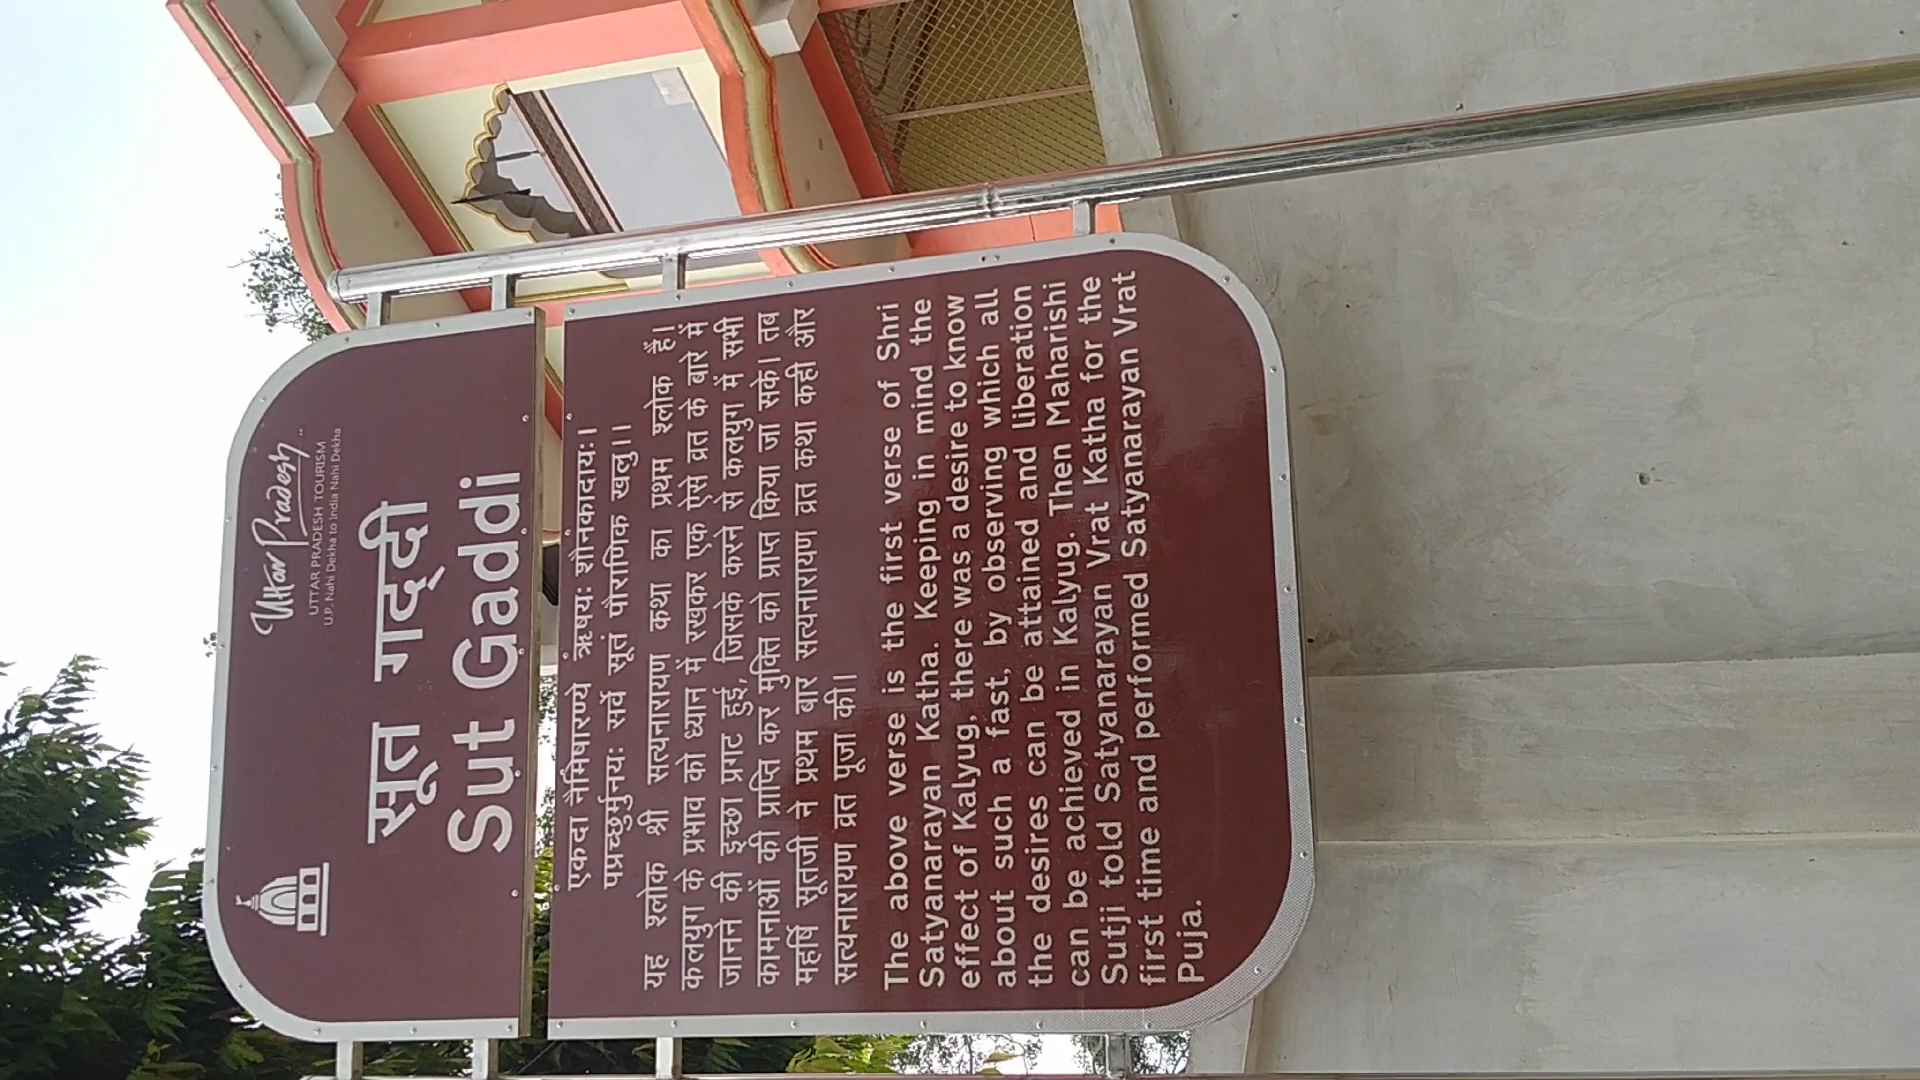 Uttar Pradesh
UTTAR PRADESH TOURISM
U.P. Nahi Dekha to India Nahi Dekha
सूत गद्दी
Sut Gaddi
एकदा नैमिषारण्ये ऋषयः शौनकादायः।
पप्रच्छुर्मुनयः सर्वे सूतं पौराणिक खलु।।
यह श्लोक श्री सत्यनारायण कथा का प्रथम श्लोक है।
कलयुग के प्रभाव को ध्यान में रखकर एक ऐसे व्रत के बारे में
जानने की इच्छा प्रगट हुई, जिसके करने से कलयुग में सभी
कामनाओं की प्राप्ति कर मुक्ति को प्राप्त किया जा सके। तब
महर्षि सूतजी ने प्रथम बार सत्यनारायण व्रत कथा कही और
सत्यनारायण व्रत पूजा की।
The above verse is the first verse of Shri
Satyanarayan Katha. Keeping in mind the
effect of Kalyug, there was a desire to know
about such a fast, by observing which all
the desires can be attained and liberation
can be achieved in Kalyug. Then Maharishi
Sutji told Satyanarayan Vrat Katha for the
first time and performed Satyanarayan Vrat
Puja.